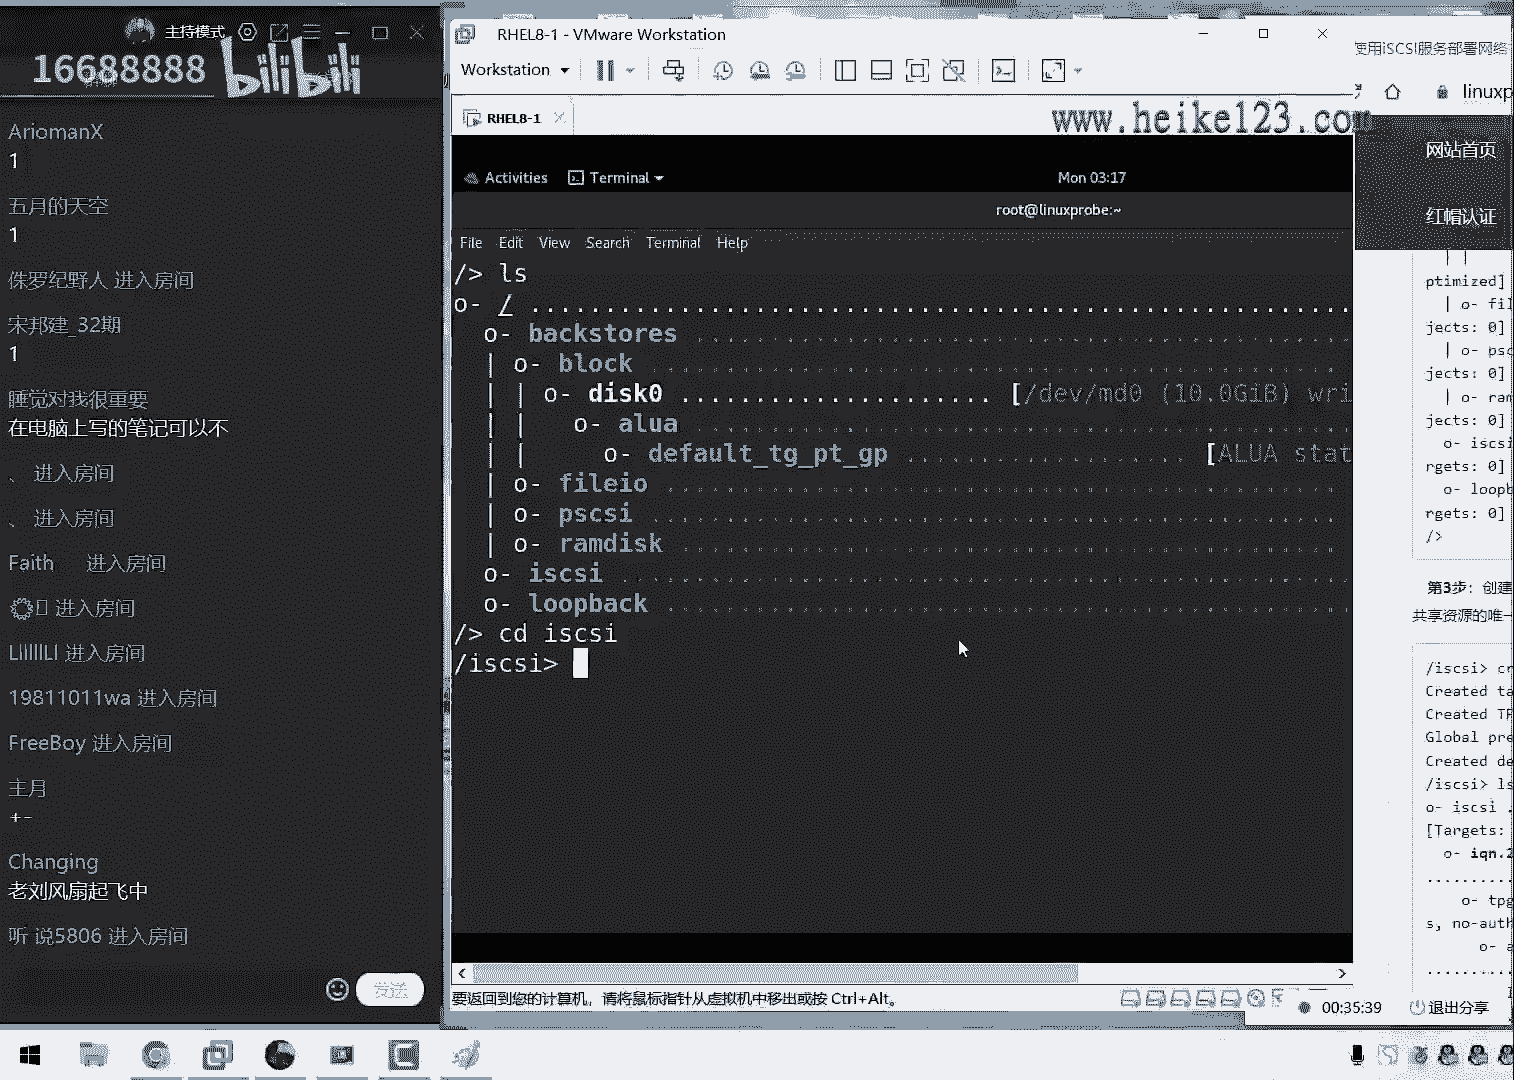 主持模式
16688888
bilibili
AriomanX
1
五月的天空
1
侏罗纪野人 进入房间
宋邦建_32期
1
睡觉对我很重要
在电脑上写的笔记可以不
、 进入房间
、 进入房间
Faith 进入房间
进入房间
LiIIIILI 进入房间
19811011wa 进入房间
FreeBoy 进入房间
主月
+-
Changing
老刘风扇起飞中
听 说5806 进入房间
发送
RHEL8-1 - VMware Workstation
Workstation
RHEL8-1
www.heike123.com
Activities
Terminal
Mon 03:17
root@linuxprobe:~
File Edit View Search Terminal Help
/> ls
o- / ......................................................
o- backstores ............................................
| o- block ...............................................
| | o- disk0 ..................... [/dev/md0 (10.0GiB) wri
| | o- alua ..............................................
| | o- default_tg_pt_gp ................... [ALUA stat
| o- fileio ..............................................
| o- pscsi ...............................................
| o- ramdisk .............................................
o- iscsi .................................................
o- loopback ..............................................
/> cd iscsi
/iscsi>
要返回到您的计算机，请将鼠标指针从虚拟机中移出或按 Ctrl+Alt。
使用iSCSI服务部署网络
linuxp
网站首页
红帽认证
| |
ptimized]
| o- fil
jects: 0]
| o- psc
jects: 0]
| o- ram
jects: 0]
o- iscsi
rgets: 0]
o- loopb
rgets: 0]
/>
第3步：创建
共享资源的唯一
/iscsi> cr
Created ta
Created TP
Global pre
Created de
/iscsi> ls
o- iscsi .
[Targets:
o- iqn.2
..........
o- tpg
s, no-auth
o- a
..........
00:35:39
退出分享